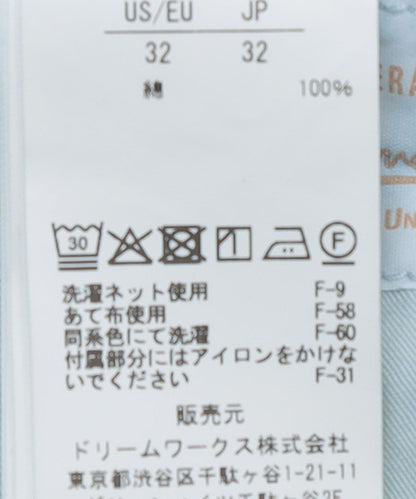 US/EU JP
32 32
綿 100%
30
F
洗濯ネット使用 F-9
あて布使用 F-58
同系色にて洗濯 F-60
付属部分にはアイロンをかけな
いでください F-31
販売元
ドリームワークス株式会社
東京都渋谷区千駄ヶ谷1-21-11
ERA
UN